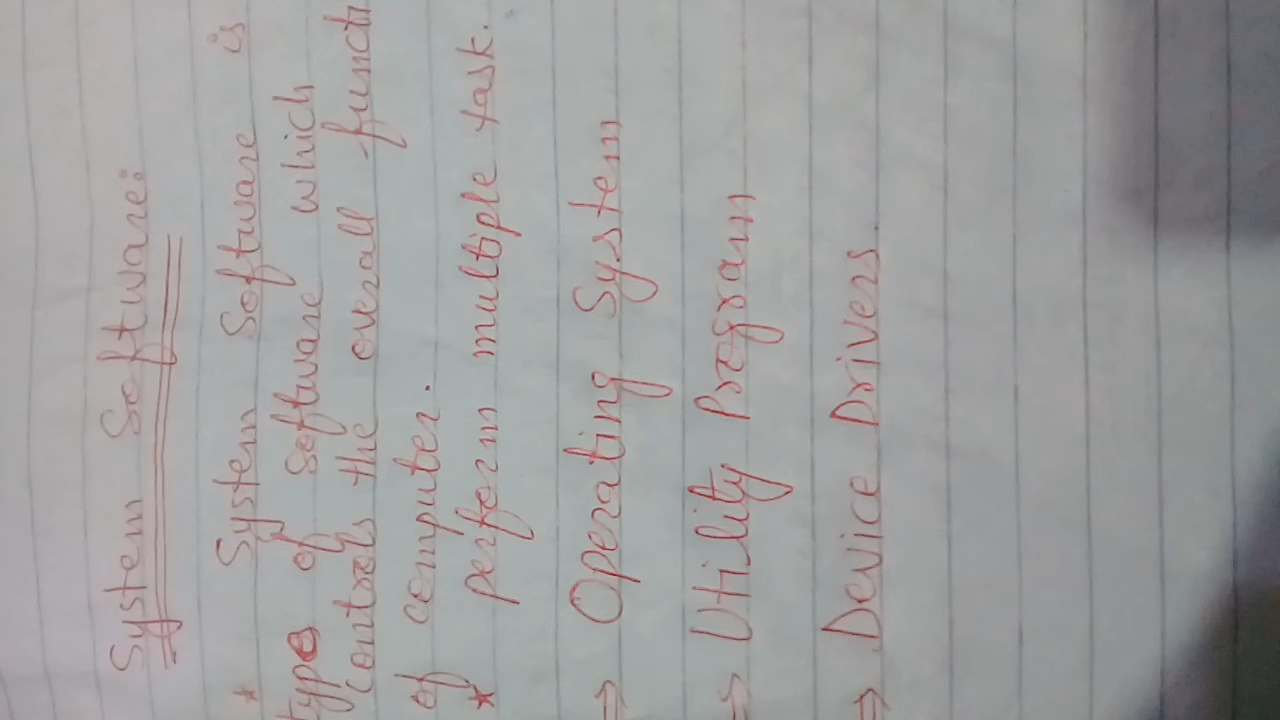 System Software:
* System Software is
type of software which
controls the overall functi
of computer.
* perform multiple task.
⇒ Operating System
⇒ Utility Program
⇒ Device Drivers.